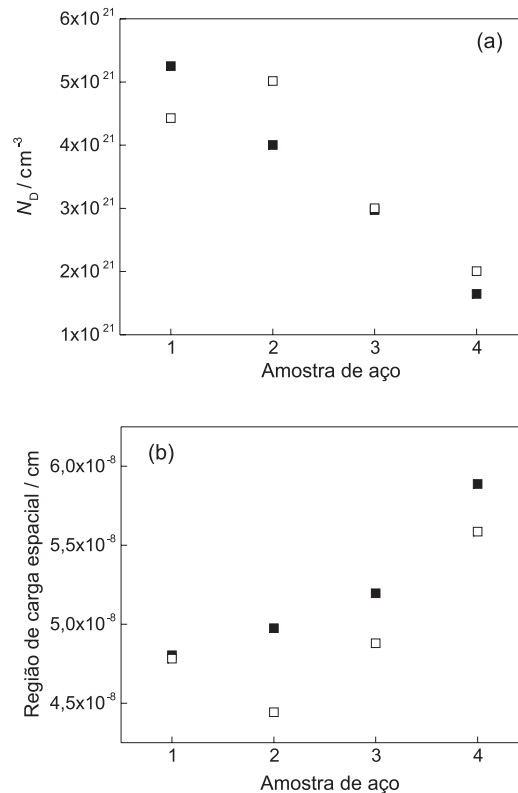 (a)
N_D / cm^-3
6x10^21
5x10^21
4x10^21
3x10^21
2x10^21
1x10^21
1 2 3 4
Amostra de aço
(b)
Região de carga espacial / cm
6,0x10^-8
5,5x10^-8
5,0x10^-8
4,5x10^-8
1 2 3 4
Amostra de aço